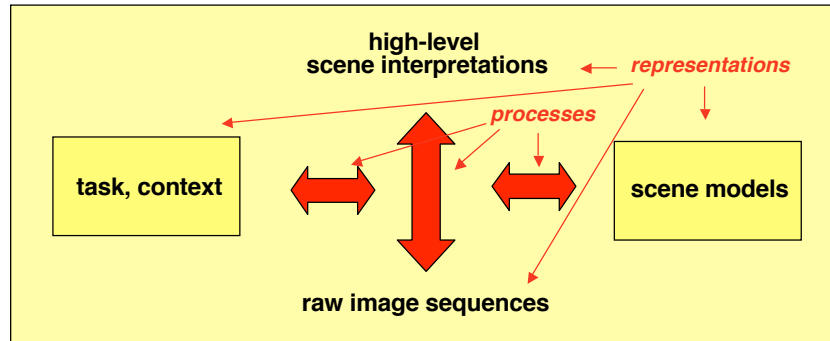 high-level
scene interpretations
representations
processes
task, context
scene models
raw image sequences